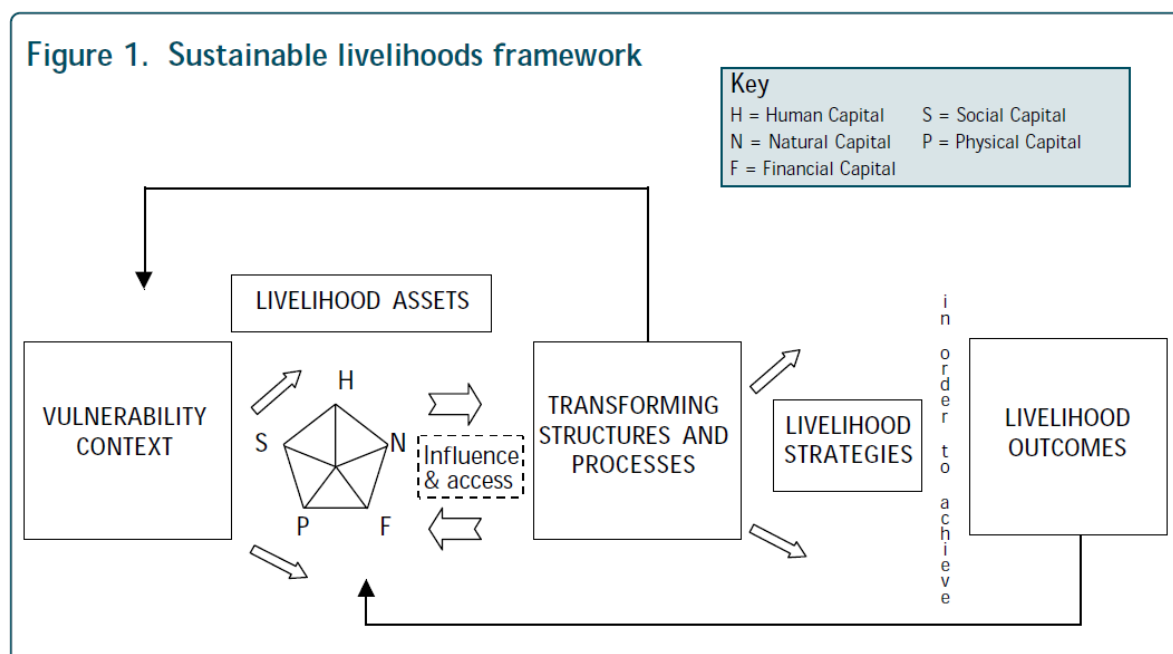 Figure 1. Sustainable livelihoods framework
Key
H = Human Capital S = Social Capital
N = Natural Capital P = Physical Capital
F = Financial Capital
LIVELIHOOD ASSETS
VULNERABILITY
CONTEXT
H
S
N
P
F
Influence
& access
TRANSFORMING
STRUCTURES AND
PROCESSES
LIVELIHOOD
STRATEGIES
in order to achieve
LIVELIHOOD
OUTCOMES